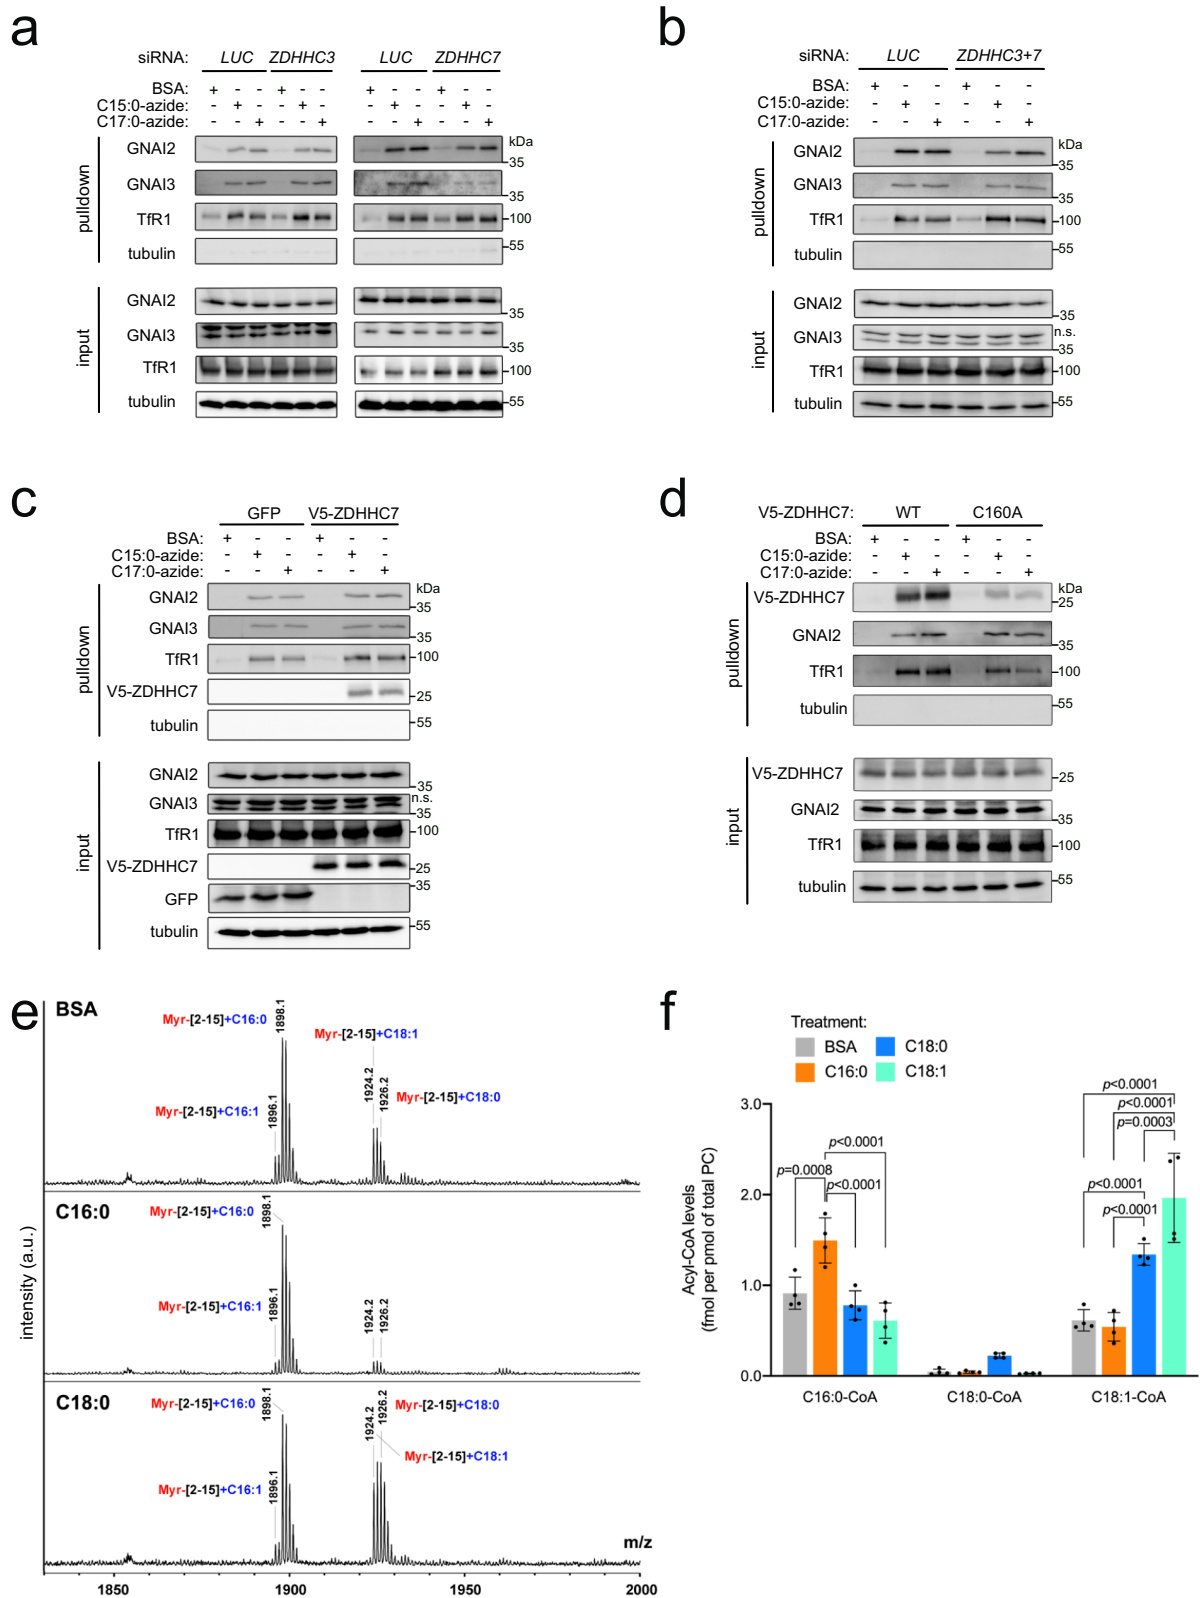 a
siRNA: LUC ZDHHC3 LUC ZDHHC7
BSA: + - - + - - + - - + - -
C15:0-azide: - + - - + - - + - - + -
C17:0-azide: - - + - - + - - + - - +
kDa
pulldown
GNAI2 35
GNAI3 35
TfR1 100
tubulin 55
input
GNAI2 35
GNAI3 35
TfR1 100
tubulin 55
b
siRNA: LUC ZDHHC3+7
BSA: + - - + - -
C15:0-azide: - + - - + -
C17:0-azide: - - + - - +
kDa
pulldown
GNAI2 35
GNAI3 35
TfR1 100
tubulin 55
input
GNAI2 35
GNAI3 n.s. 35
TfR1 100
tubulin 55
c
GFP V5-ZDHHC7
BSA: + - - + - -
C15:0-azide: - + - - + -
C17:0-azide: - - + - - +
kDa
pulldown
GNAI2 35
GNAI3 35
TfR1 100
V5-ZDHHC7 25
tubulin 55
input
GNAI2 35
GNAI3 n.s. 35
TfR1 100
V5-ZDHHC7 25
GFP 35
tubulin 55
d
V5-ZDHHC7: WT C160A
BSA: + - - + - -
C15:0-azide: - + - - + -
C17:0-azide: - - + - - +
kDa
pulldown
V5-ZDHHC7 25
GNAI2 35
TfR1 100
tubulin 55
input
V5-ZDHHC7 25
GNAI2 35
TfR1 100
tubulin 55
e
intensity (a.u.)
BSA
Myr-[2-15]+C16:0
1898.1
Myr-[2-15]+C18:1
1924.2
1926.2
Myr-[2-15]+C18:0
Myr-[2-15]+C16:1
1896.1
C16:0
Myr-[2-15]+C16:0
1898.1
Myr-[2-15]+C16:1
1896.1
1924.2
1926.2
C18:0
Myr-[2-15]+C16:0
1898.1
1924.2
1926.2
Myr-[2-15]+C18:0
Myr-[2-15]+C18:1
Myr-[2-15]+C16:1
1896.1
m/z
1850 1900 1950 2000
f
Treatment:
BSA C18:0
C16:0 C18:1
Acyl-CoA levels
(fmol per pmol of total PC)
3.0
2.0
1.0
0.0
p=0.0008
p<0.0001
p<0.0001
p<0.0001
p<0.0001
p=0.0003
p<0.0001
p<0.0001
C16:0-CoA C18:0-CoA C18:1-CoA